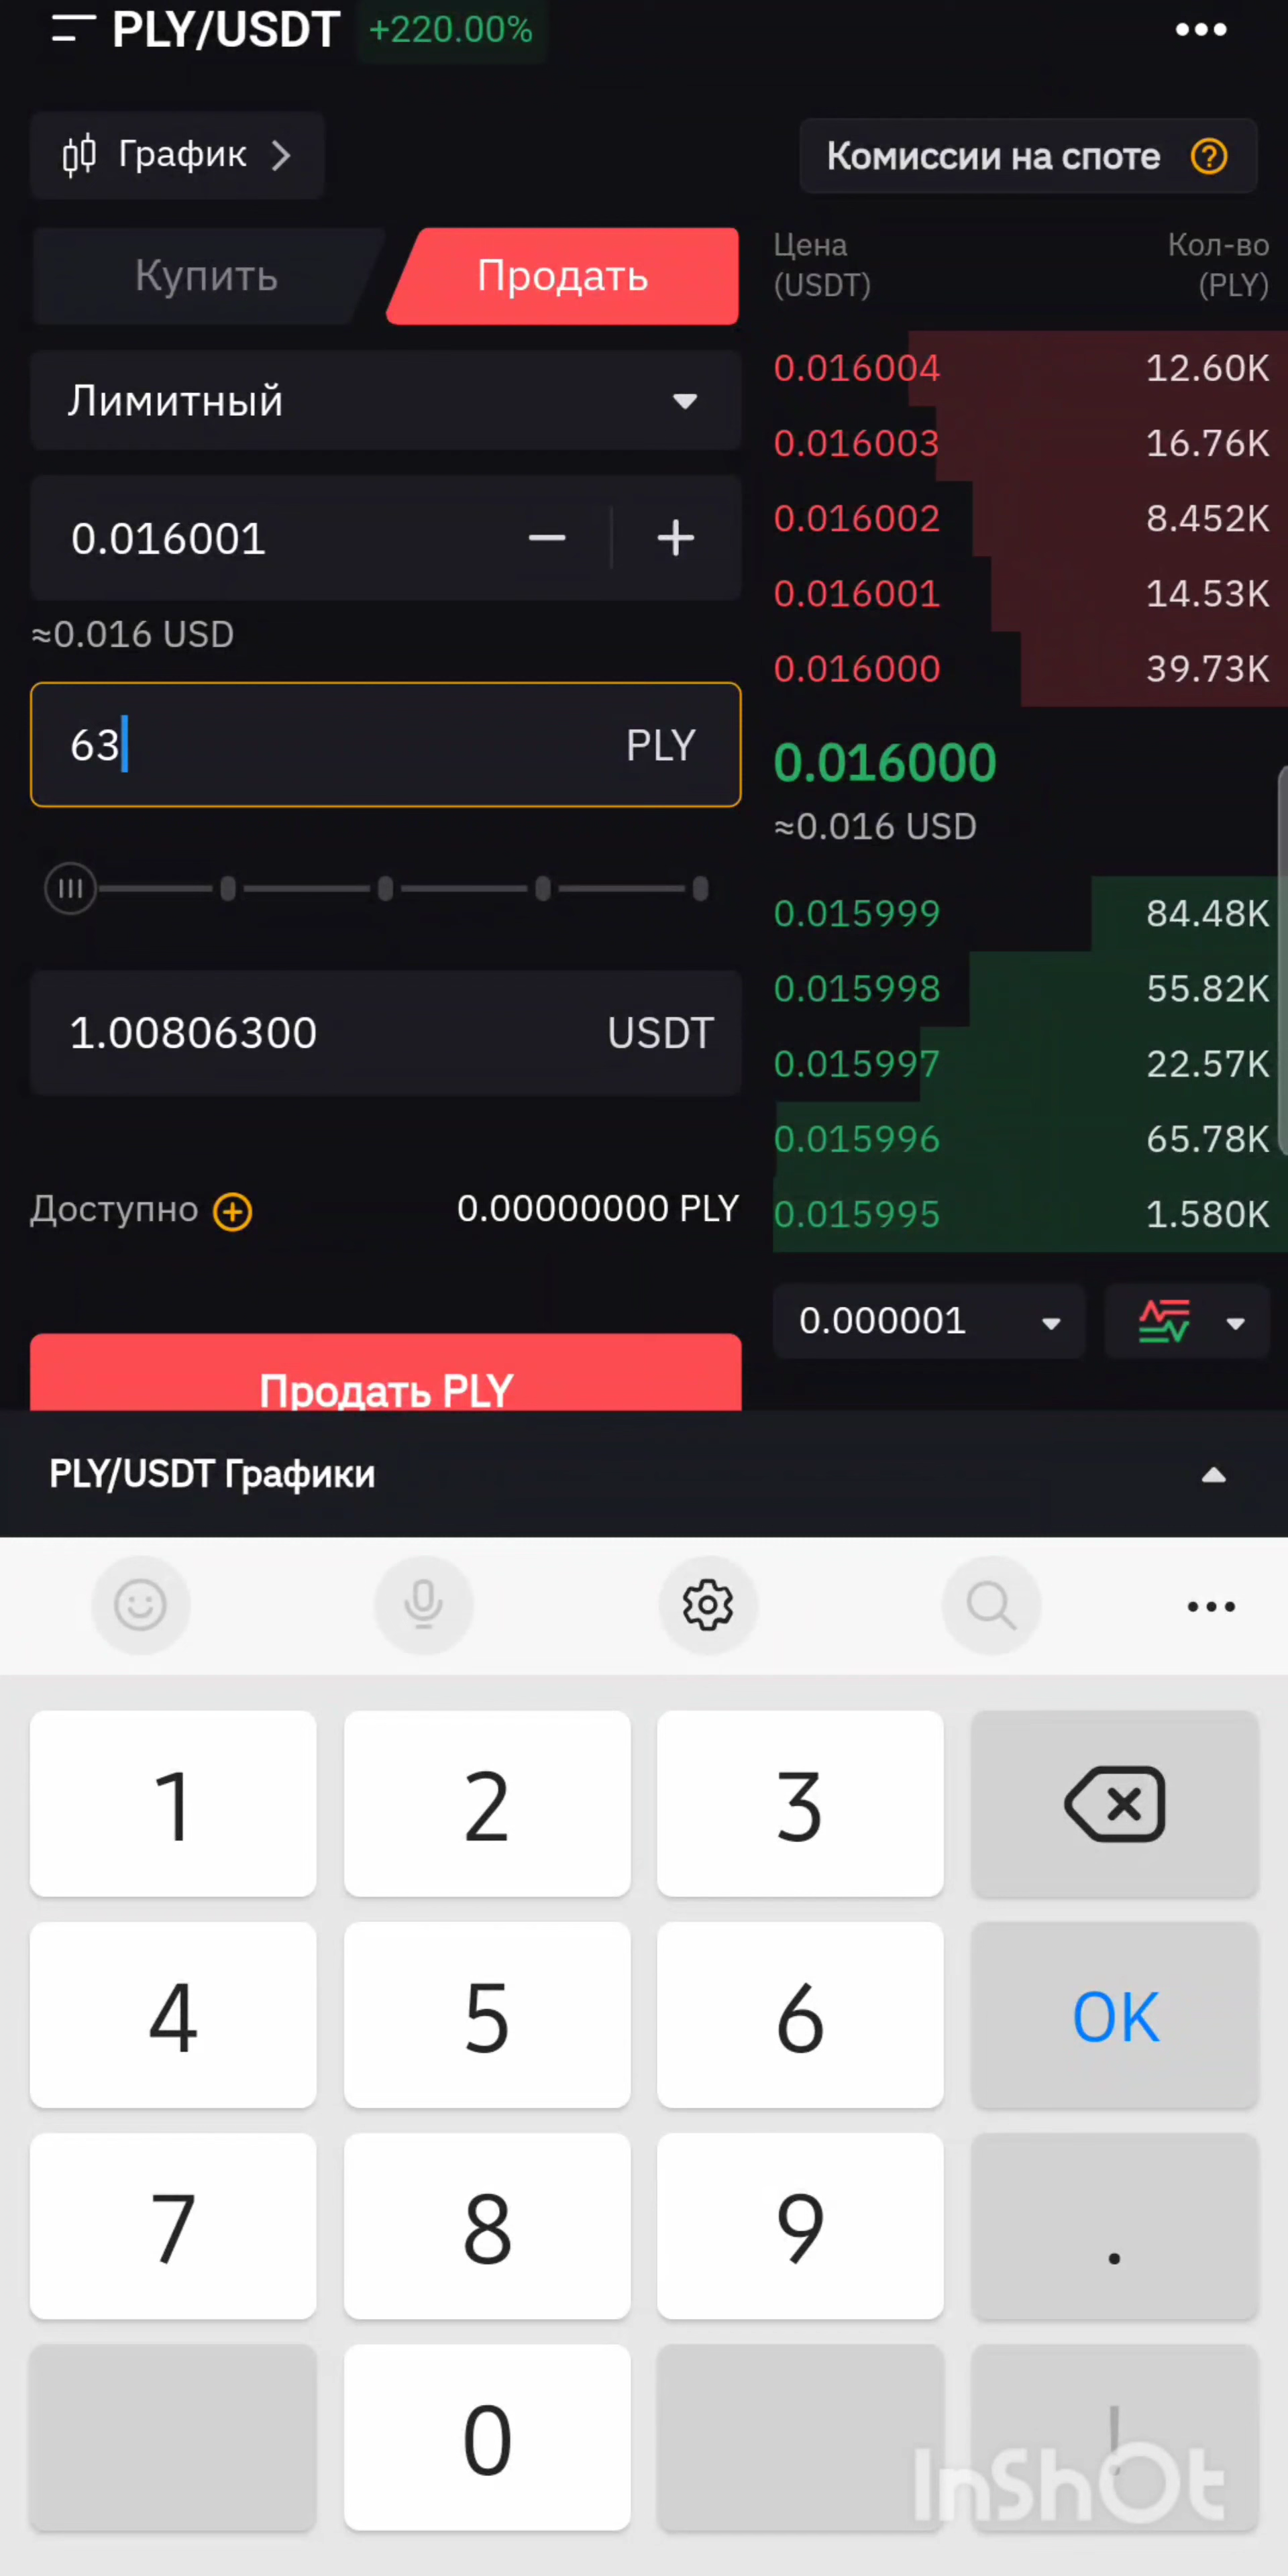 PLY/USDT +220.00%
График
Комиссии на споте ?
Купить
Продать
Цена
(USDT)
Кол-во
(PLY)
Лимитный
0.016001
≈0.016 USD
63 PLY
1.00806300 USDT
Доступно 0.00000000 PLY
Продать PLY
0.016004 12.60K
0.016003 16.76K
0.016002 8.452K
0.016001 14.53K
0.016000 39.73K
0.016000
≈0.016 USD
0.015999 84.48K
0.015998 55.82K
0.015997 22.57K
0.015996 65.78K
0.015995 1.580K
0.000001
PLY/USDT Графики
1 2 3
4 5 6 OK
7 8 9 .
0 !
InShOt